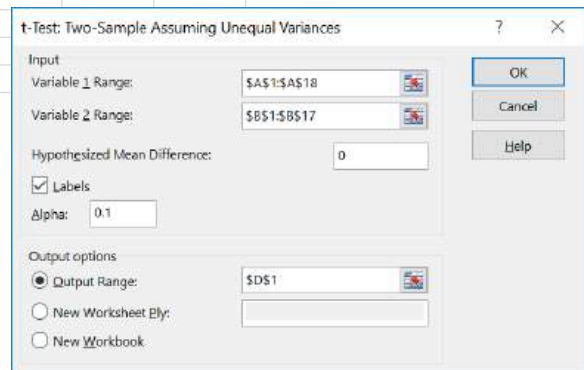 t-Test: Two-Sample Assuming Unequal Variances ? ×
Input
Variable 1 Range: $A$1:$A$18 OK
Variable 2 Range: $B$1:$B$17 Cancel
Hypothesized Mean Difference: 0 Help
Labels
Alpha: 0.1
Output options
Output Range: $D$1
New Worksheet Ply:
New Workbook